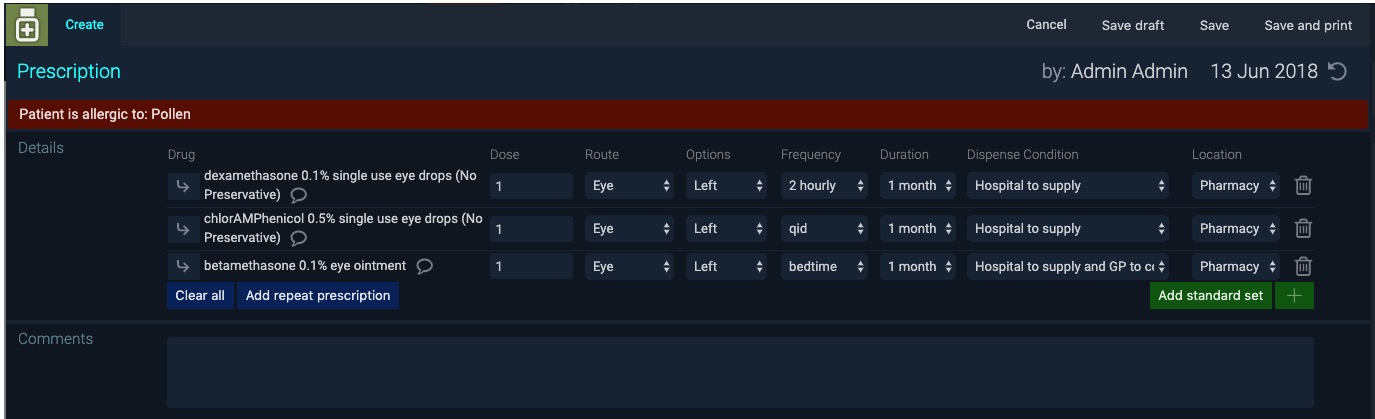 Create Cancel Save draft Save Save and print
Prescription by: Admin Admin 13 Jun 2018
Patient is allergic to: Pollen
Details
Drug Dose Route Options Frequency Duration Dispense Condition Location
dexamethasone 0.1% single use eye drops (No
Preservative) 1 Eye Left 2 hourly 1 month Hospital to supply Pharmacy
chlorAMPhenicol 0.5% single use eye drops (No
Preservative) 1 Eye Left qid 1 month Hospital to supply Pharmacy
betamethasone 0.1% eye ointment 1 Eye Left bedtime 1 month Hospital to supply and GP to Pharmacy
Clear all Add repeat prescription Add standard set
Comments